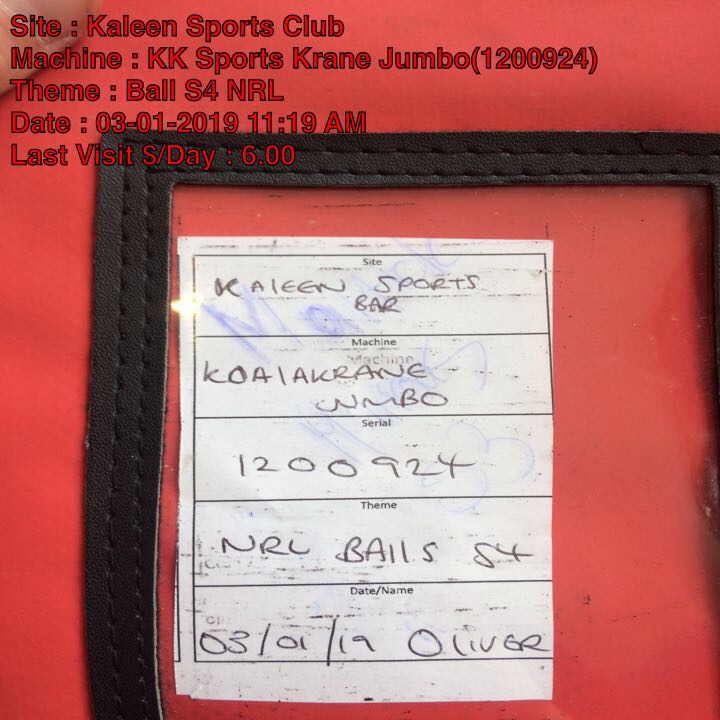 Site : Kaleen Sports Club
Machine : KK Sports Krane Jumbo(1200924)
Theme : Ball S4 NRL
Date : 03-01-2019 11:19 AM
Last Visit $/Day : 6.00
Site
KAlEEN SPORTS
BAR
Machine
Machine
KOAlAKRANE
JUMBO
Serial
1200924
Theme
NRL BAllS S4
Date/Name
03/01/19 OLIVER